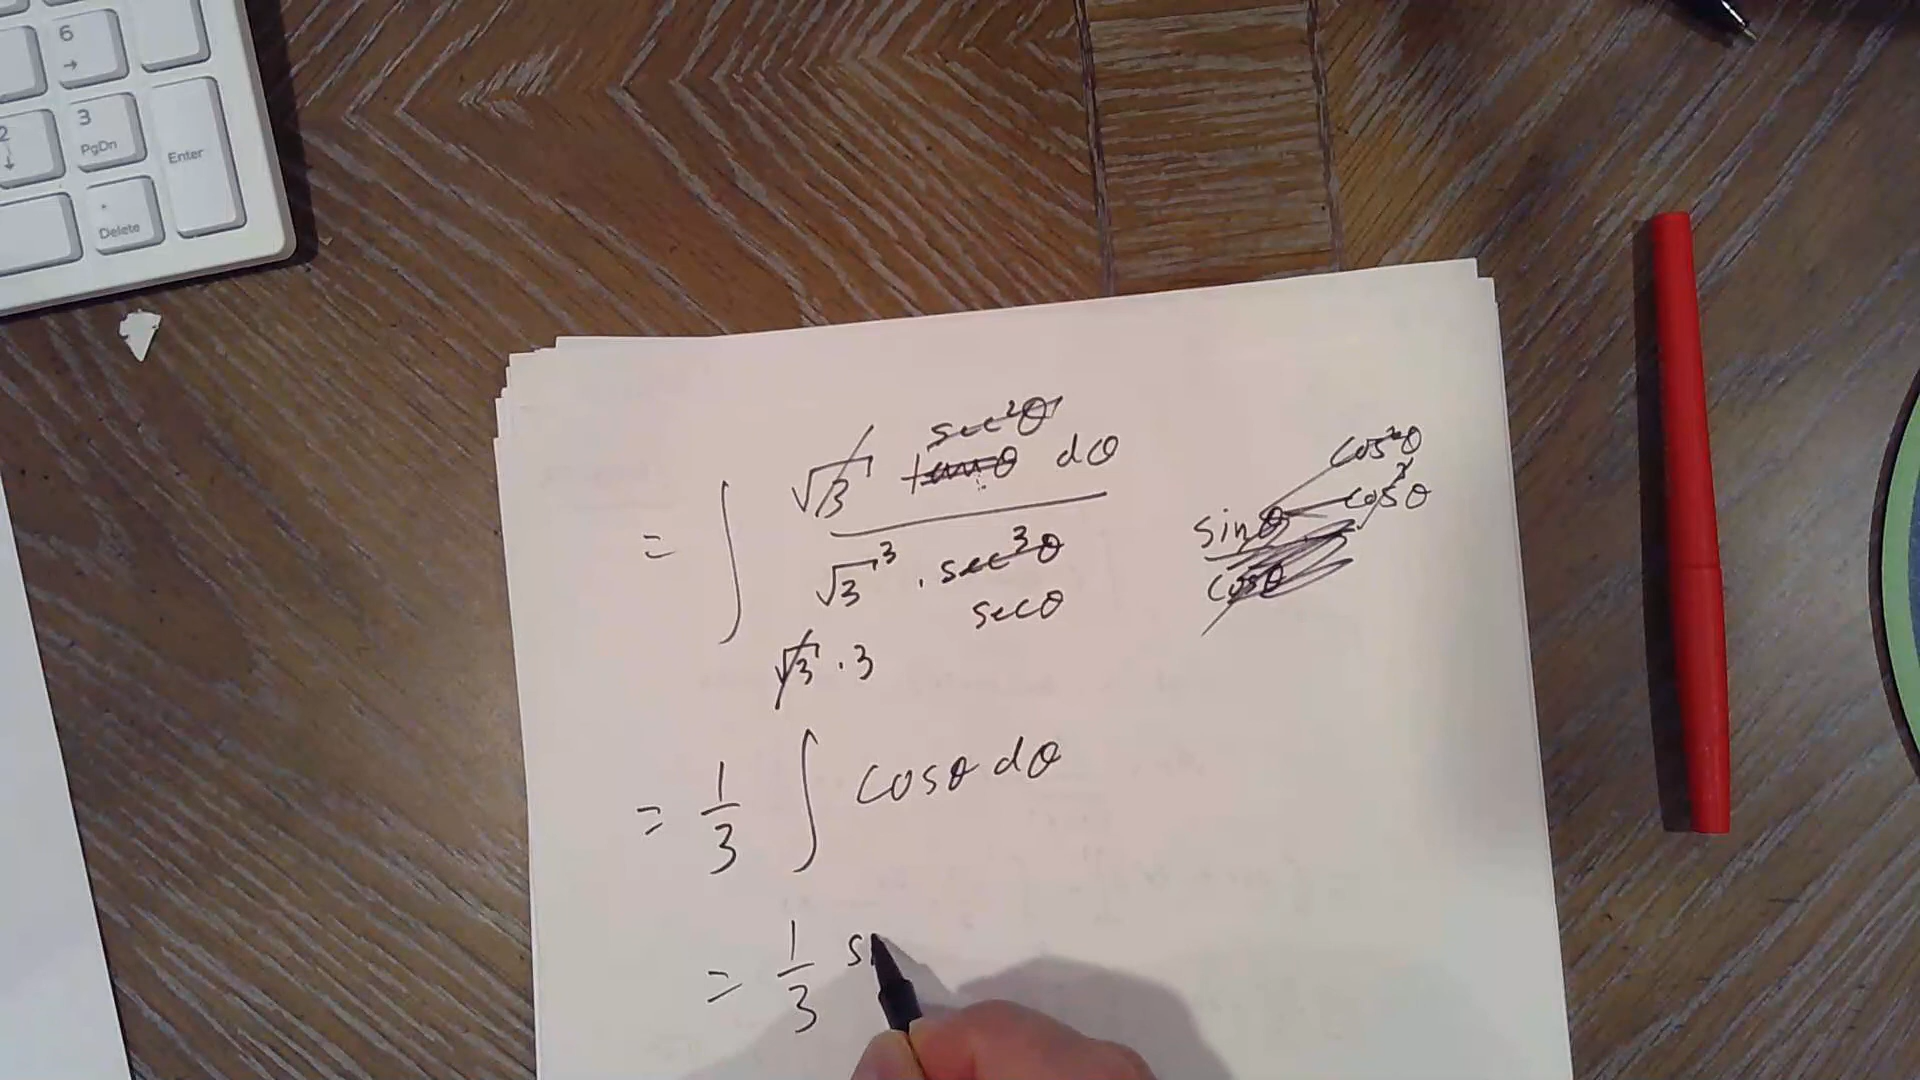 6
→
2
↓
3
PgDn
Enter
.
Delete
sec²θ
= ∫ √3 tanθ dθ
√3³ · sec³θ
secθ
√3 · 3
cos²θ
sinθ cos³θ
cosθ
= 1/3 ∫ cosθ dθ
= 1/3 s